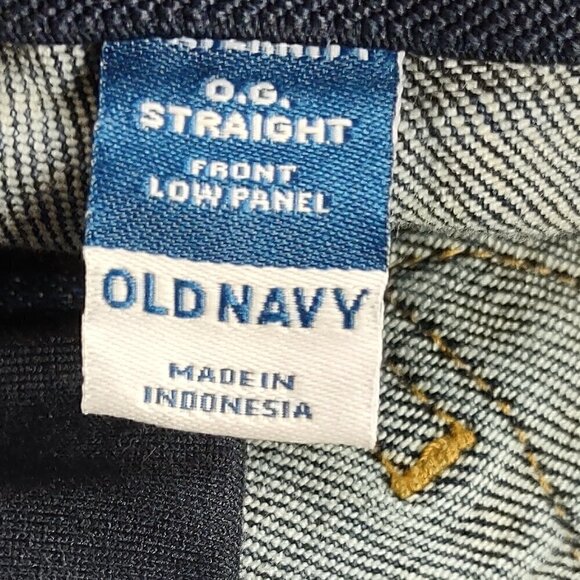 O.G.
STRAIGHT
FRONT
LOW PANEL
OLD NAVY
MADE IN
INDONESIA